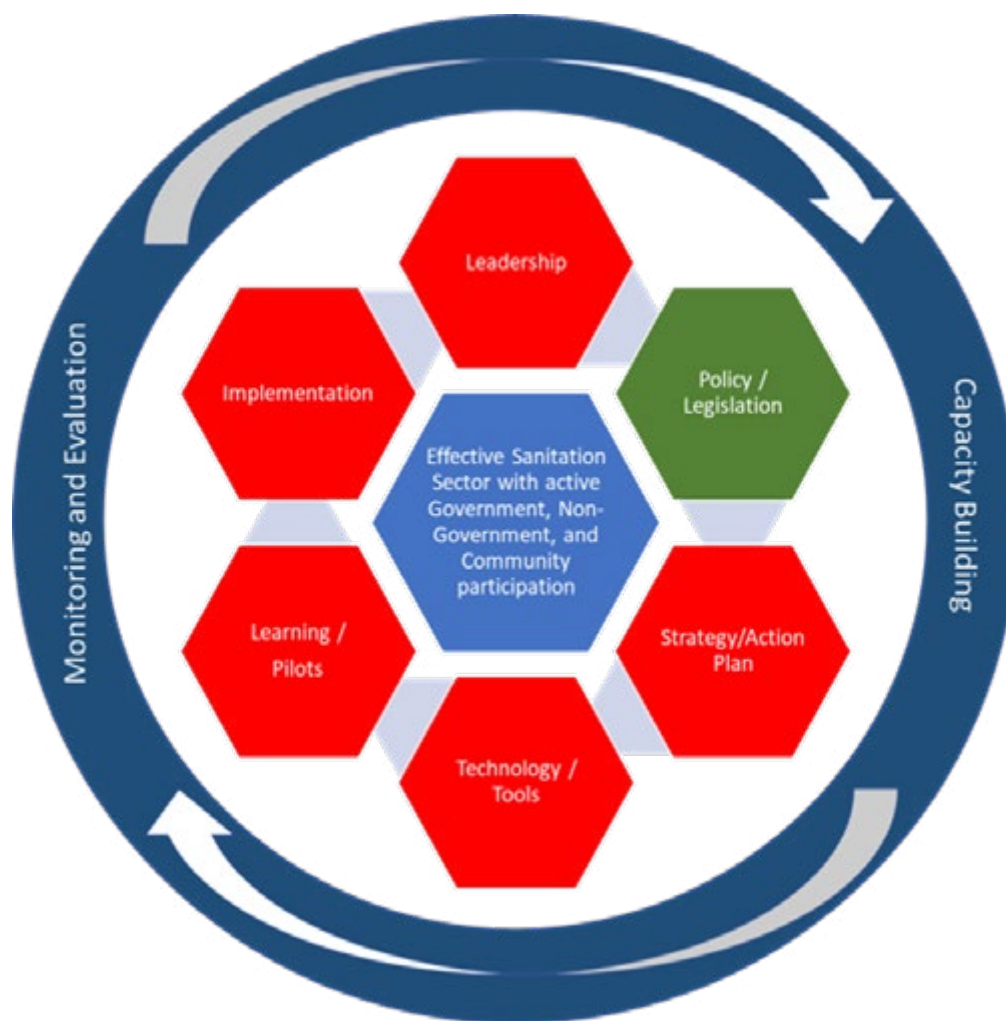 Leadership
Policy /
Legislation
Strategy/Action
Plan
Technology /
Tools
Learning /
Pilots
Implementation
Effective Sanitation
Sector with active
Government, Non-
Government, and
Community
participation
Monitoring and Evaluation
Capacity Building